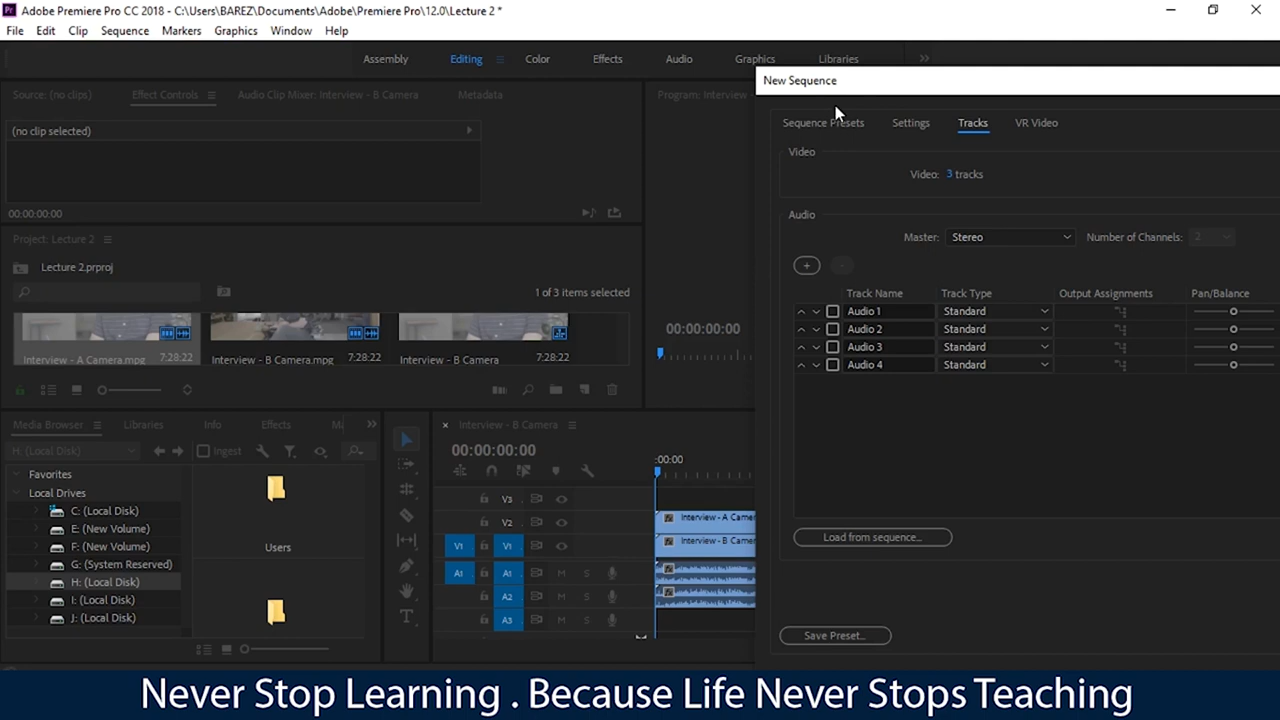 Adobe Premiere Pro CC 2018 - C:\Users\BAREZ\Documents\Adobe\Premiere Pro\12.0\Lecture 2 *
File Edit Clip Sequence Markers Graphics Window Help
Assembly Editing Color Effects Audio Graphics Libraries
New Sequence
Source: (no clips) Effect Controls Audio Clip Mixer: Interview - B Camera Metadata Program: Interview
Sequence Presets Settings Tracks VR Video
(no clip selected)
Video
Video: 3 tracks
00:00:00:00
Audio
Project: Lecture 2
Master: Stereo Number of Channels: 2
Lecture 2.prproj
1 of 3 items selected
Track Name Track Type Output Assignments Pan/Balance
Audio 1 Standard
Audio 2 Standard
Audio 3 Standard
Audio 4 Standard
00:00:00:00
Interview - A Camera.mpg 7:28:22 Interview - B Camera.mpg 7:28:22 Interview - B Camera 7:28:22
Media Browser Libraries Info Effects
Interview - B Camera
H: (Local Disk) Ingest
00:00:00:00
:00:00
Favorites
Local Drives
C: (Local Disk)
E: (New Volume)
F: (New Volume)
G: (System Reserved)
H: (Local Disk)
I: (Local Disk)
J: (Local Disk)
Users
V3
V2 Interview - A Came
V1 V1 Interview - B Came
A1 A1 M S
A2 M S
A3 M S
Load from sequence...
Save Preset...
Never Stop Learning . Because Life Never Stops Teaching